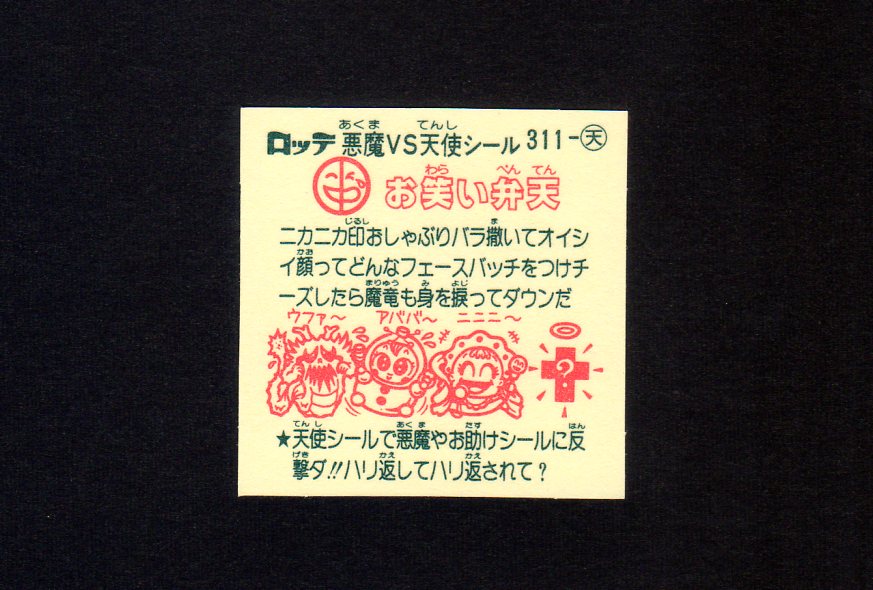 ロッテ 悪魔VS天使シール 311-天
お笑い弁天
ニカニカ印おしゃぶりバラ撒いてオイシ
イ顔ってどんなフェースバッチをつけチ
ーズしたら魔竜も身を捩ってダウンだ
ウファ〜 アババ〜 ニニニ〜
?
★天使シールで悪魔やお助けシールに反
撃ダ!!ハリ返してハリ返されて?